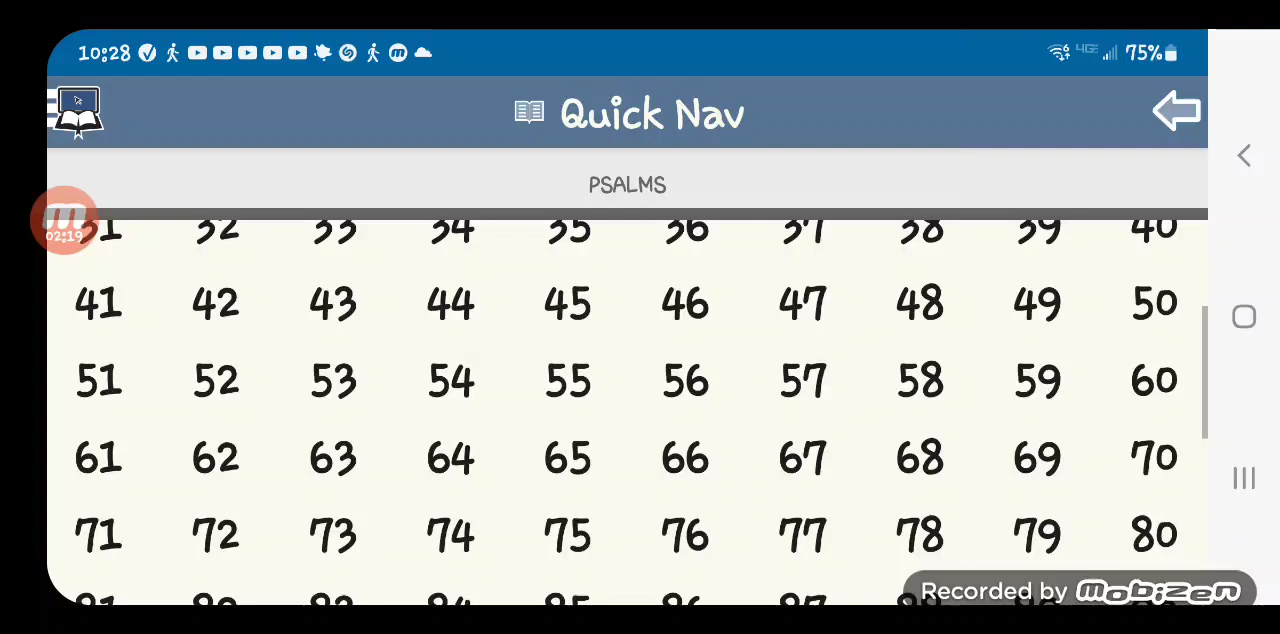 10:28 4GE 75%
Quick Nav
PSALMS
02:19
31 32 33 34 35 36 37 38 39 40
41 42 43 44 45 46 47 48 49 50
51 52 53 54 55 56 57 58 59 60
61 62 63 64 65 66 67 68 69 70
71 72 73 74 75 76 77 78 79 80
Recorded by mobizen